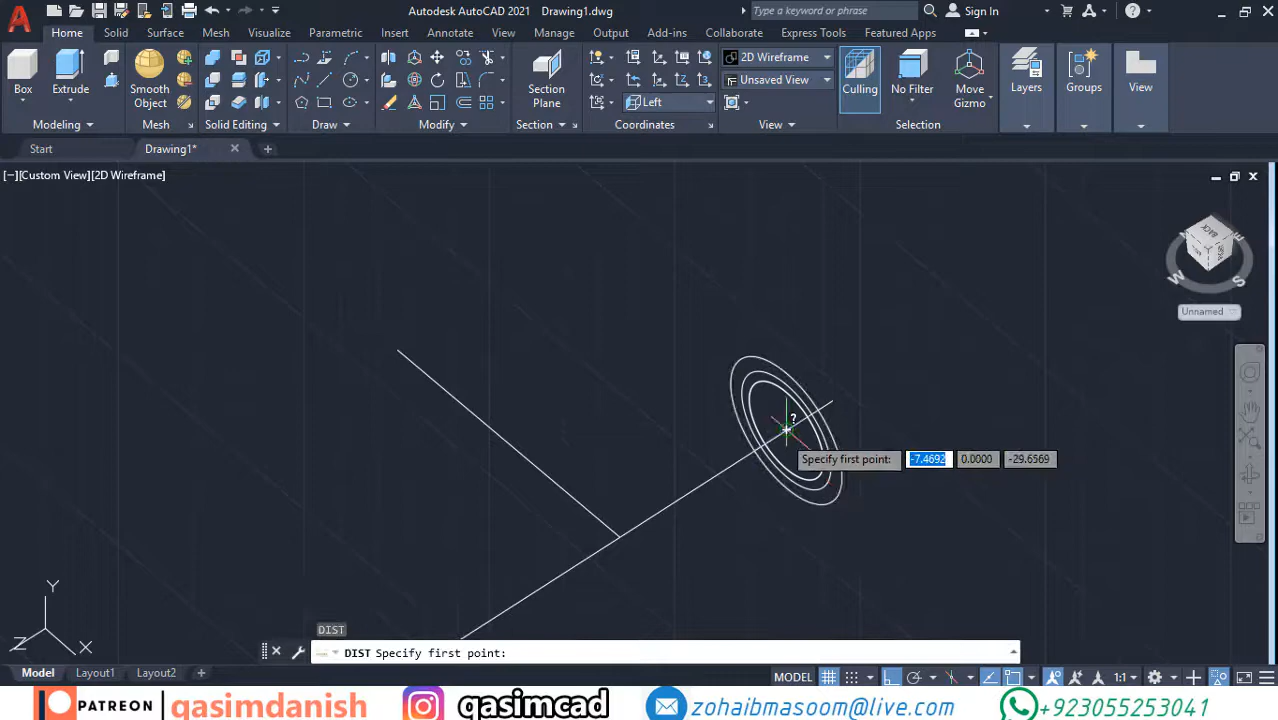 Autodesk AutoCAD 2021 Drawing1.dwg
Type a keyword or phrase
Sign In
Home Solid Surface Mesh Visualize Parametric Insert Annotate View Manage Output Add-ins Collaborate Express Tools Featured Apps
Box
Extrude
Smooth Object
Section Plane
Left
2D Wireframe
Unsaved View
Culling
No Filter
Move Gizmo
Layers
Groups
View
Modeling Mesh Solid Editing Draw Modify Section Coordinates View Selection
Start Drawing1*
[−][Custom View][2D Wireframe]
BACK
W S
Unnamed
?
Specify first point: -7.4692 0.0000 -29.6569
Y
Z X
DIST
DIST Specify first point:
Model Layout1 Layout2
MODEL 1:1
PATREON qasimdanish qasimcad zohaibmasoom@live.com +923055253041